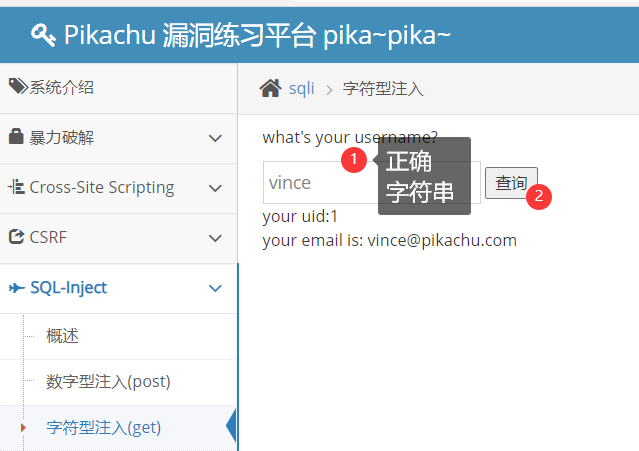 Pikachu 漏洞练习平台 pika~pika~
系统介绍
暴力破解
Cross-Site Scripting
CSRF
SQL-Inject
概述
数字型注入(post)
字符型注入(get)
sqli > 字符型注入
what's your username?
1
正确
字符串
vince
查询
2
your uid:1
your email is: vince@pikachu.com